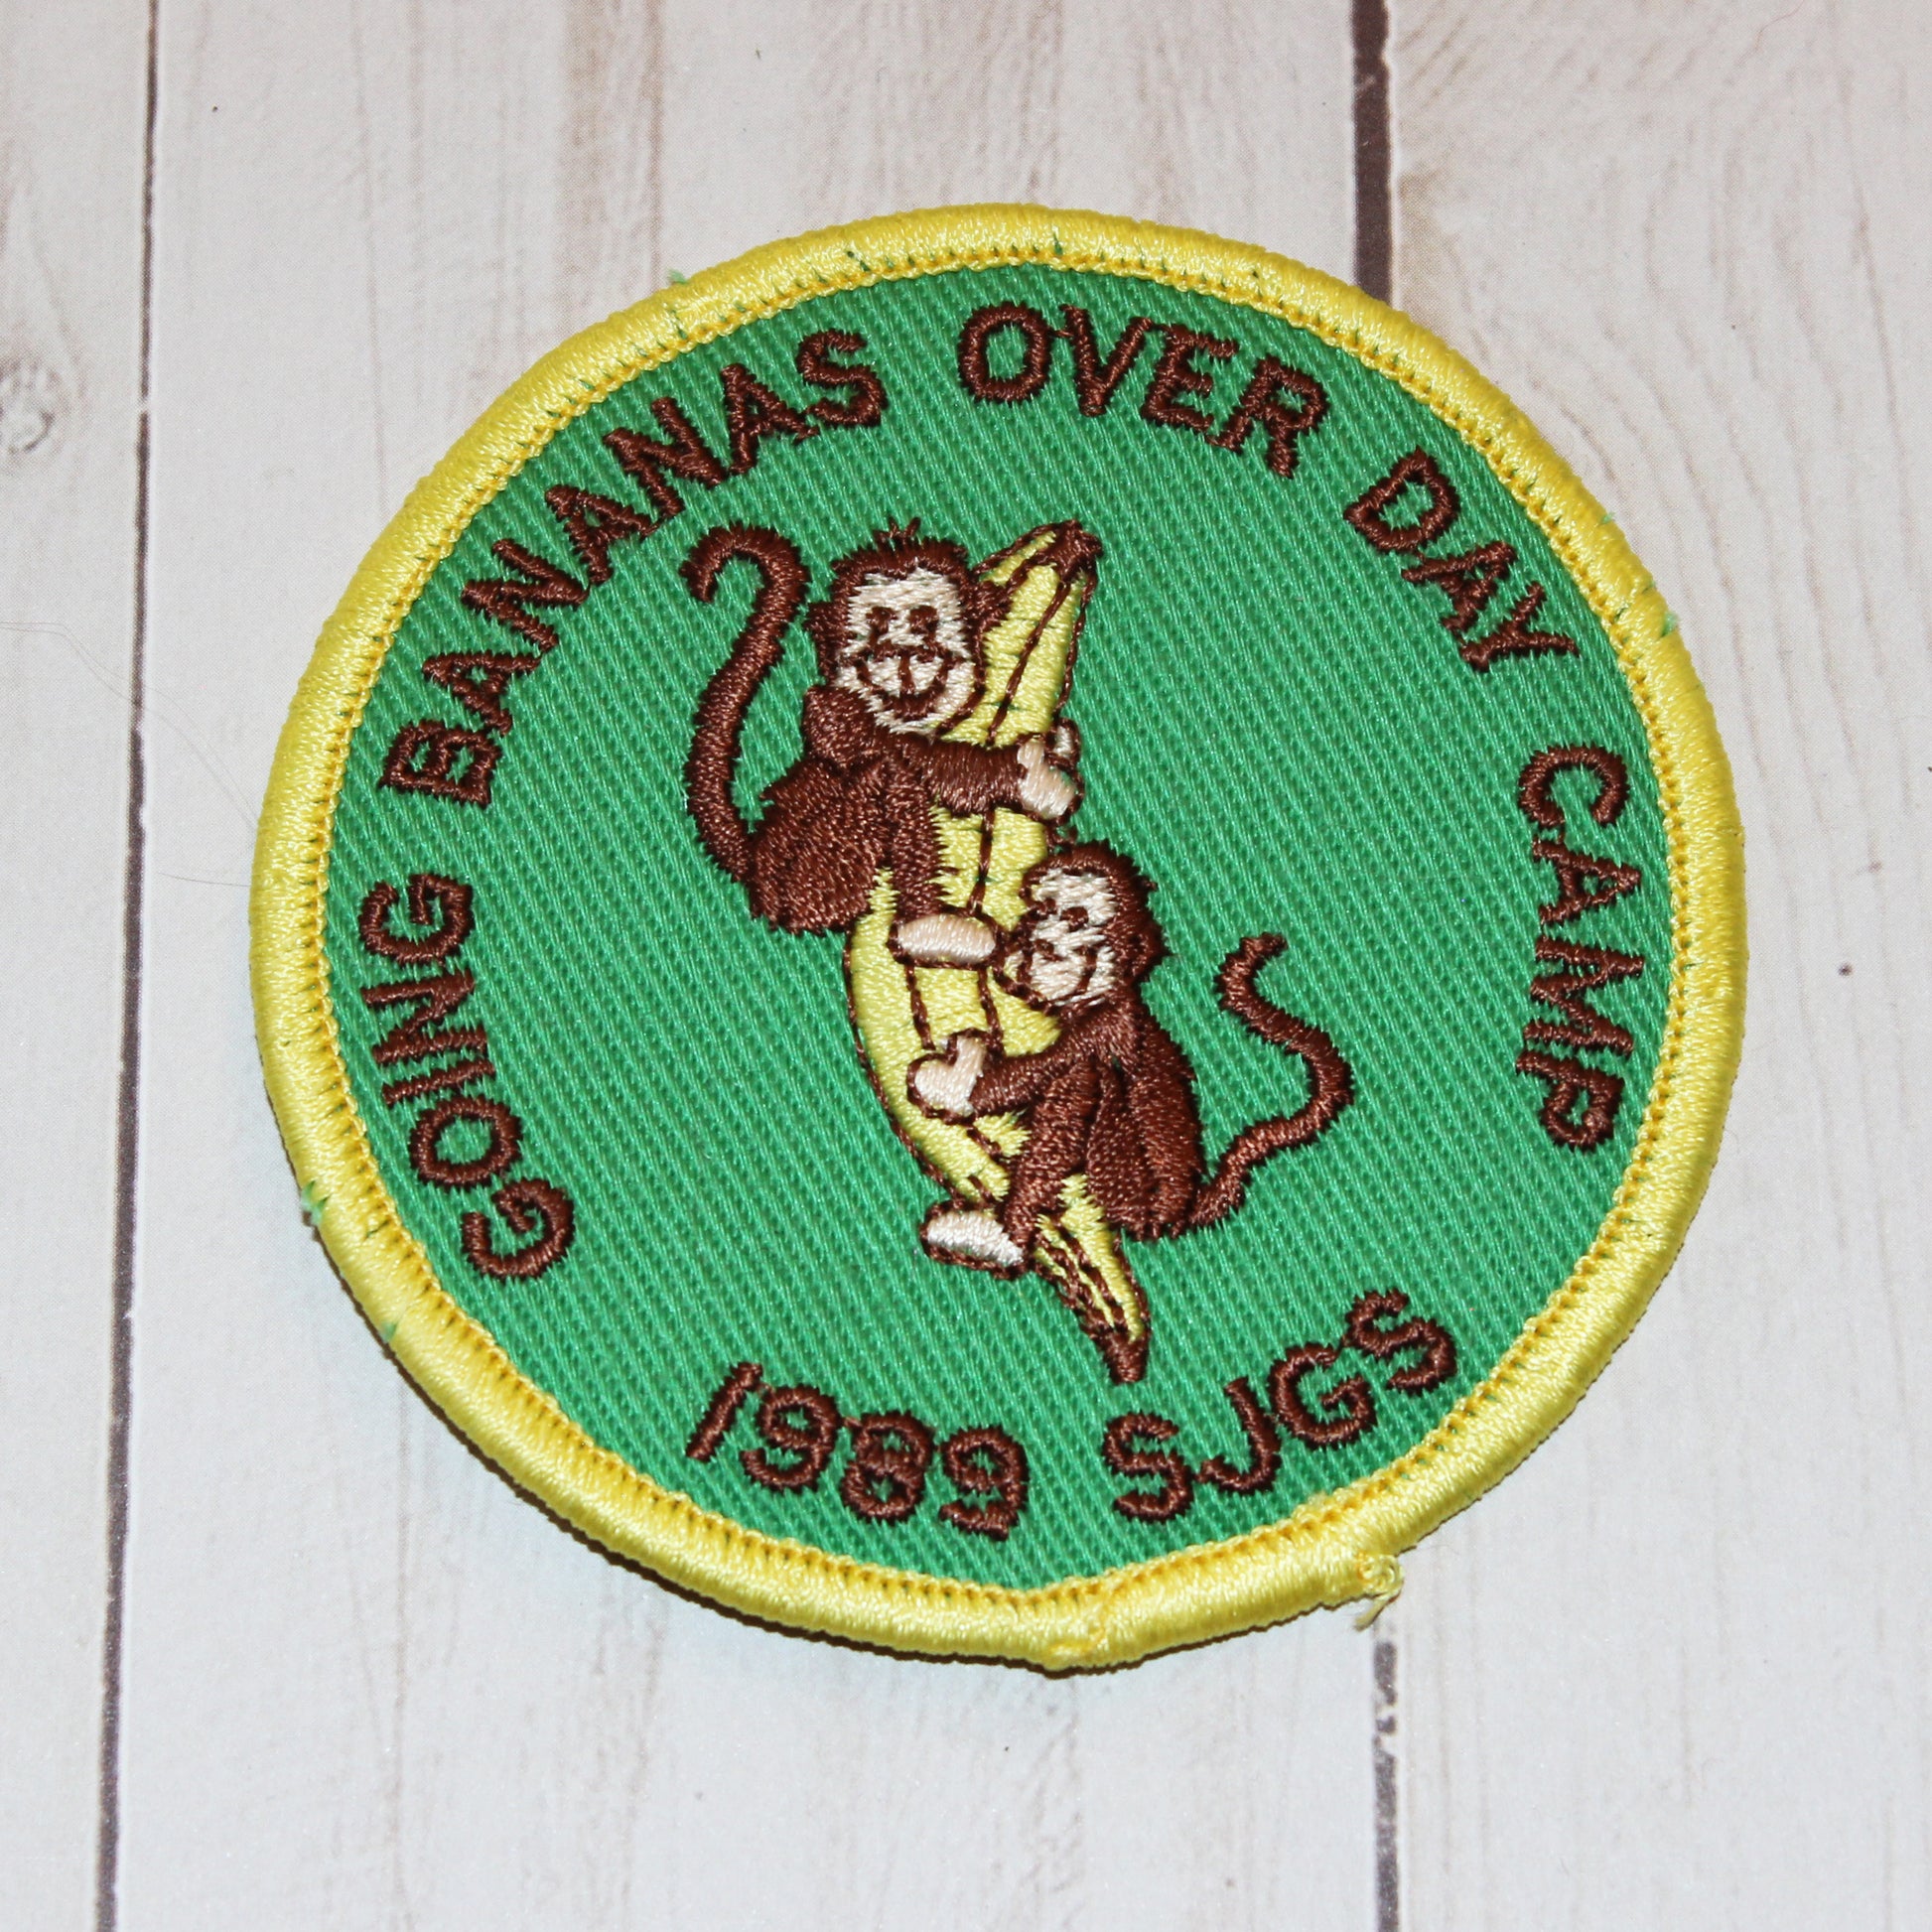 GOING BANANAS OVER DAY CAMP
1989 SJGS